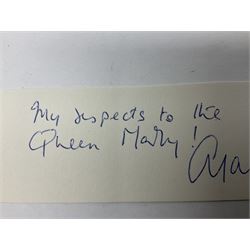 My respects to the
Queen Mary!